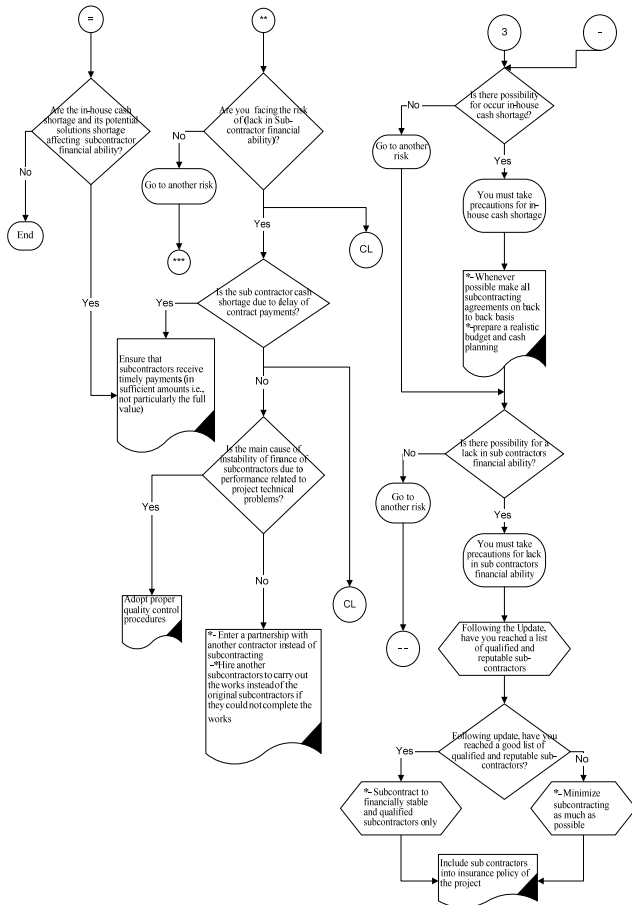 =
Are the in-house cash
shortage and its potential
solutions shortage
affecting subcontractor
financial ability?
No
End
Yes
Ensure that
subcontractors receive
timely payments (in
sufficient amounts i.e.,
not particularly the full
value)
**
Are you facing the risk
of (lack in Sub-
contractor financial
ability)?
No
Go to another risk
***
Yes
CL
Is the sub contractor cash
shortage due to delay of
contract payments?
Yes
No
Is the main cause of
instability of finance of
subcontractors due to
performance related to
project technical
problems?
Yes
Adopt proper
quality control
procedures
No
CL
*- Enter a partnership with
another contractor instead of
subcontracting
-*Hire another
subcontractors to carry out
the works instead of the
original subcontractors if
they could not complete the
works
3
-
Is there possibility
for occur in-house
cash shortage?
No
Go to another
risk
Yes
You must take
precautions for in-
house cash shortage
*- Whenever
possible make all
subcontracting
agreements on back
to back basis
*-prepare a realistic
budget and cash
planning
Is there possibility for a
lack in sub contractors
financial ability?
No
Go to
another risk
--
Yes
You must take
precautions for lack
in sub contractors
financial ability
Following the Update,
have you reached a list
of qualified and
reputable sub-
contractors
Following update, have you
reached a good list of
qualified and reputable sub-
contractors?
Yes
No
*- Subcontract to
financially stable
and qualified
subcontractors only
*- Minimize
subcontracting
as much as
possible
Include sub contractors
into insurance policy of
the project